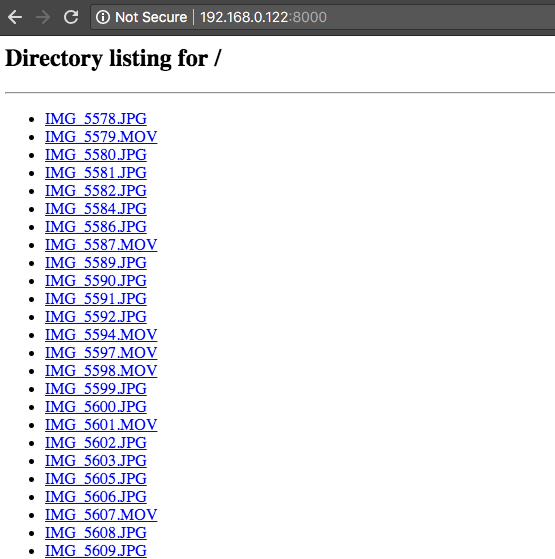 Not Secure | 192.168.0.122:8000
Directory listing for /
IMG_5578.JPG
IMG_5579.MOV
IMG_5580.JPG
IMG_5581.JPG
IMG_5582.JPG
IMG_5584.JPG
IMG_5586.JPG
IMG_5587.MOV
IMG_5589.JPG
IMG_5590.JPG
IMG_5591.JPG
IMG_5592.JPG
IMG_5594.MOV
IMG_5597.MOV
IMG_5598.MOV
IMG_5599.JPG
IMG_5600.JPG
IMG_5601.MOV
IMG_5602.JPG
IMG_5603.JPG
IMG_5605.JPG
IMG_5606.JPG
IMG_5607.MOV
IMG_5608.JPG
IMG_5609.JPG